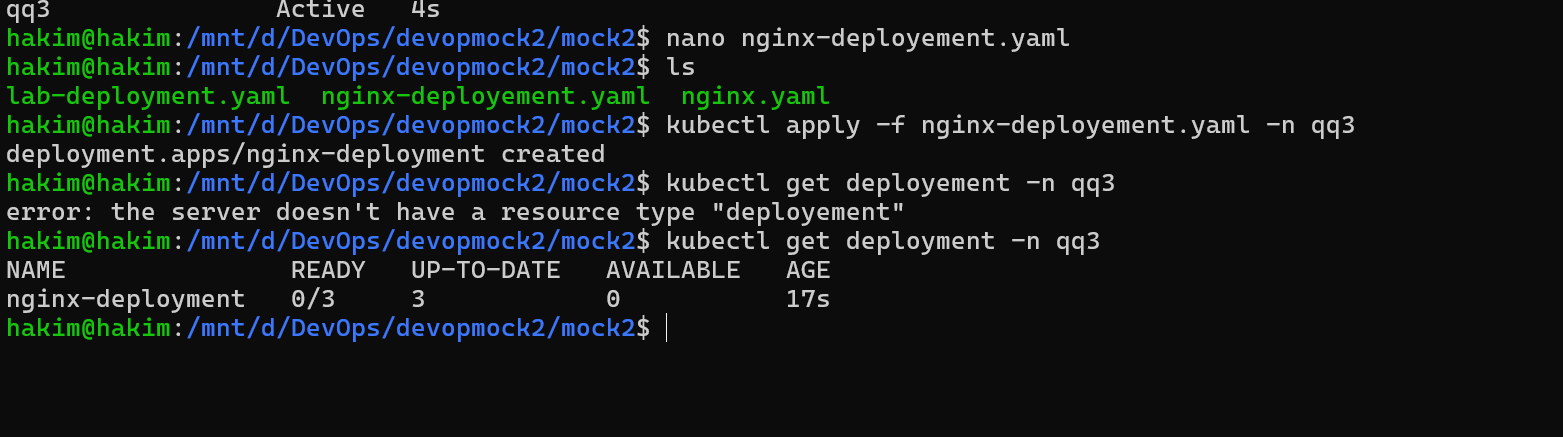 qq3 Active 4s
hakim@hakim:/mnt/d/DevOps/devopmock2/mock2$ nano nginx-deployement.yaml
hakim@hakim:/mnt/d/DevOps/devopmock2/mock2$ ls
lab-deployment.yaml nginx-deployement.yaml nginx.yaml
hakim@hakim:/mnt/d/DevOps/devopmock2/mock2$ kubectl apply -f nginx-deployement.yaml -n qq3
deployment.apps/nginx-deployment created
hakim@hakim:/mnt/d/DevOps/devopmock2/mock2$ kubectl get deployement -n qq3
error: the server doesn't have a resource type "deployement"
hakim@hakim:/mnt/d/DevOps/devopmock2/mock2$ kubectl get deployment -n qq3
NAME READY UP-TO-DATE AVAILABLE AGE
nginx-deployment 0/3 3 0 17s
hakim@hakim:/mnt/d/DevOps/devopmock2/mock2$